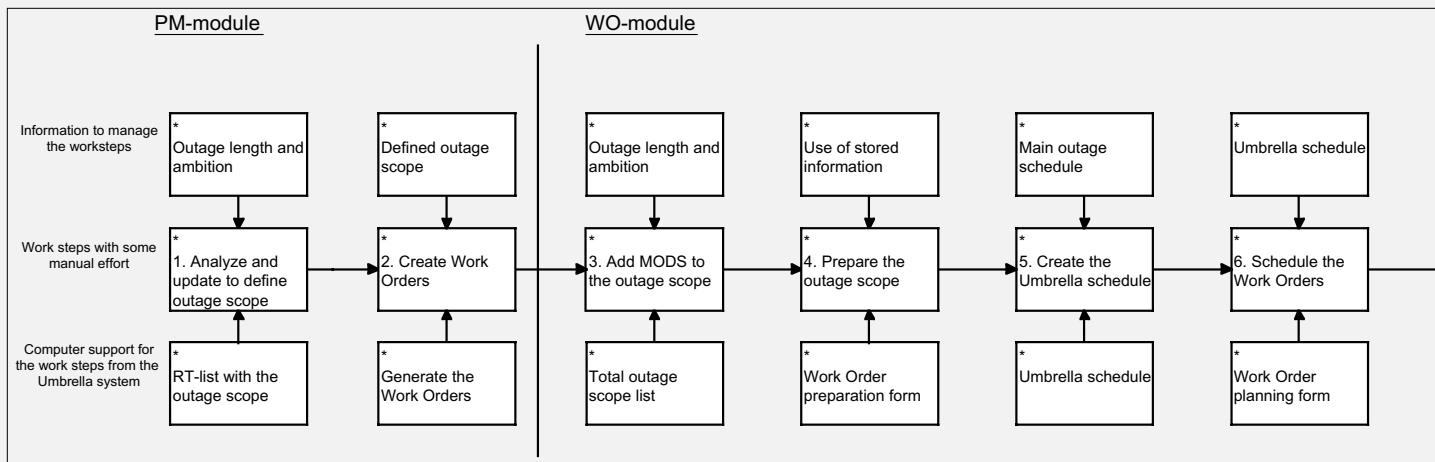 PM-module
WO-module
Information to manage
the worksteps
*
Outage length and
ambition
*
Defined outage
scope
*
Outage length and
ambition
*
Use of stored
information
*
Main outage
schedule
*
Umbrella schedule
Work steps with some
manual effort
*
1. Analyze and
update to define
outage scope
*
2. Create Work
Orders
*
3. Add MODS to
the outage scope
*
4. Prepare the
outage scope
*
5. Create the
Umbrella schedule
*
6. Schedule the
Work Orders
Computer support for
the work steps from the
Umbrella system
*
RT-list with the
outage scope
*
Generate the
Work Orders
*
Total outage
scope list
*
Work Order
preparation form
*
Umbrella schedule
*
Work Order
planning form